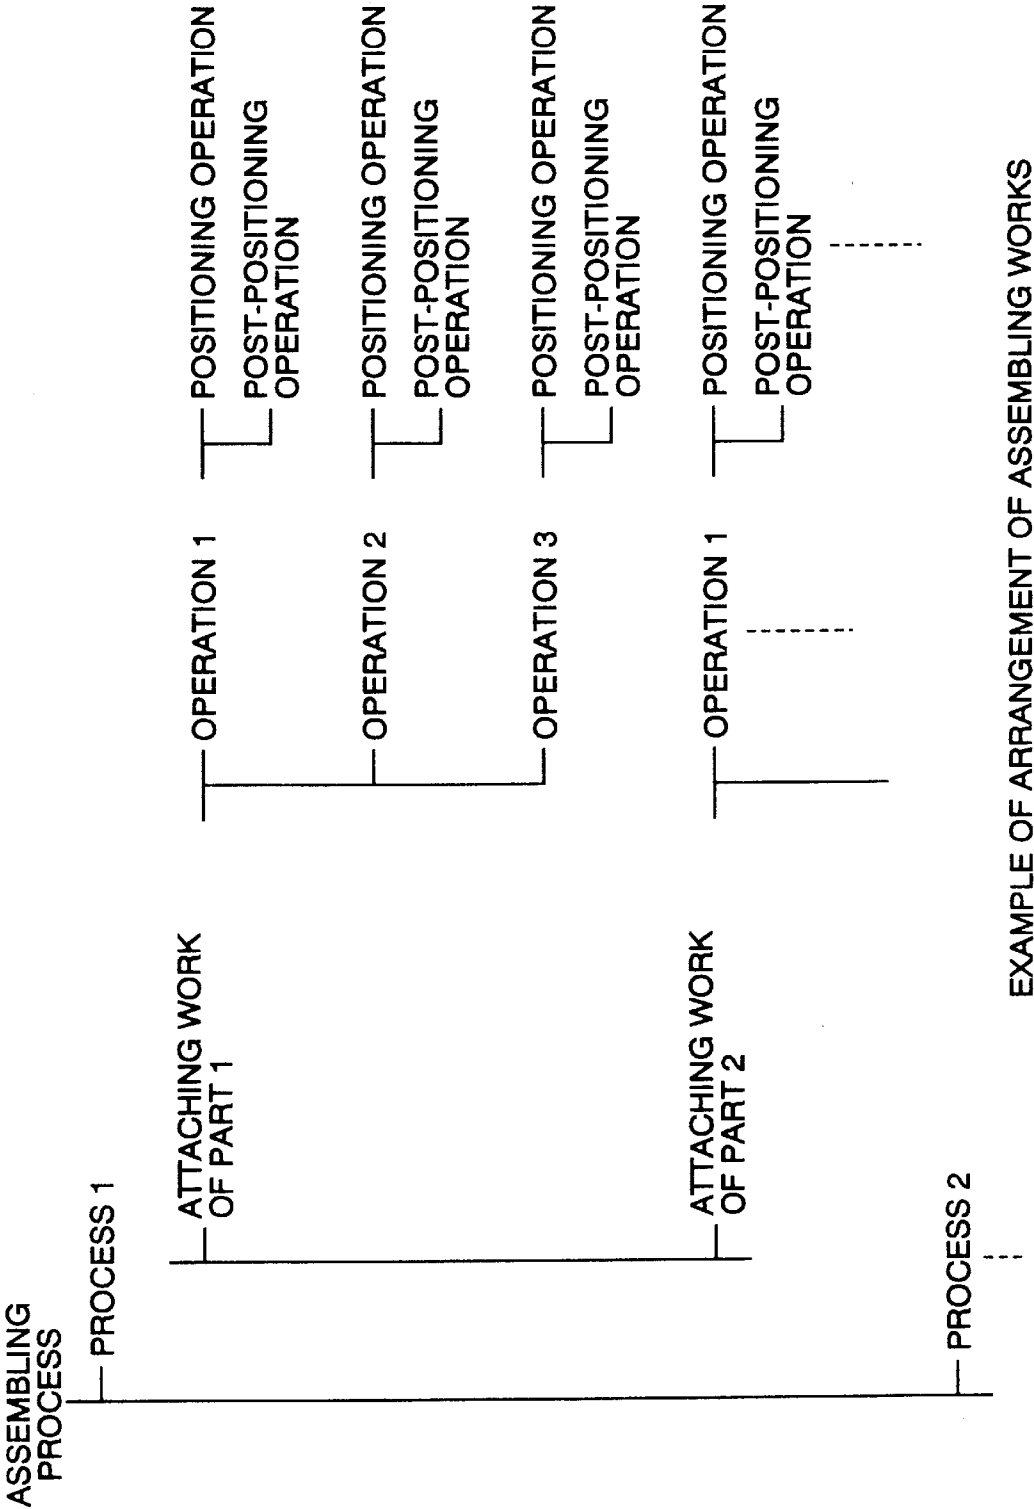 ASSEMBLING
PROCESS
PROCESS 1
ATTACHING WORK
OF PART 1
OPERATION 1
POSITIONING OPERATION
POST-POSITIONING
OPERATION
OPERATION 2
POSITIONING OPERATION
POST-POSITIONING
OPERATION
OPERATION 3
POSITIONING OPERATION
POST-POSITIONING
OPERATION
ATTACHING WORK
OF PART 2
OPERATION 1
POSITIONING OPERATION
POST-POSITIONING
OPERATION
PROCESS 2
EXAMPLE OF ARRANGEMENT OF ASSEMBLING WORKS